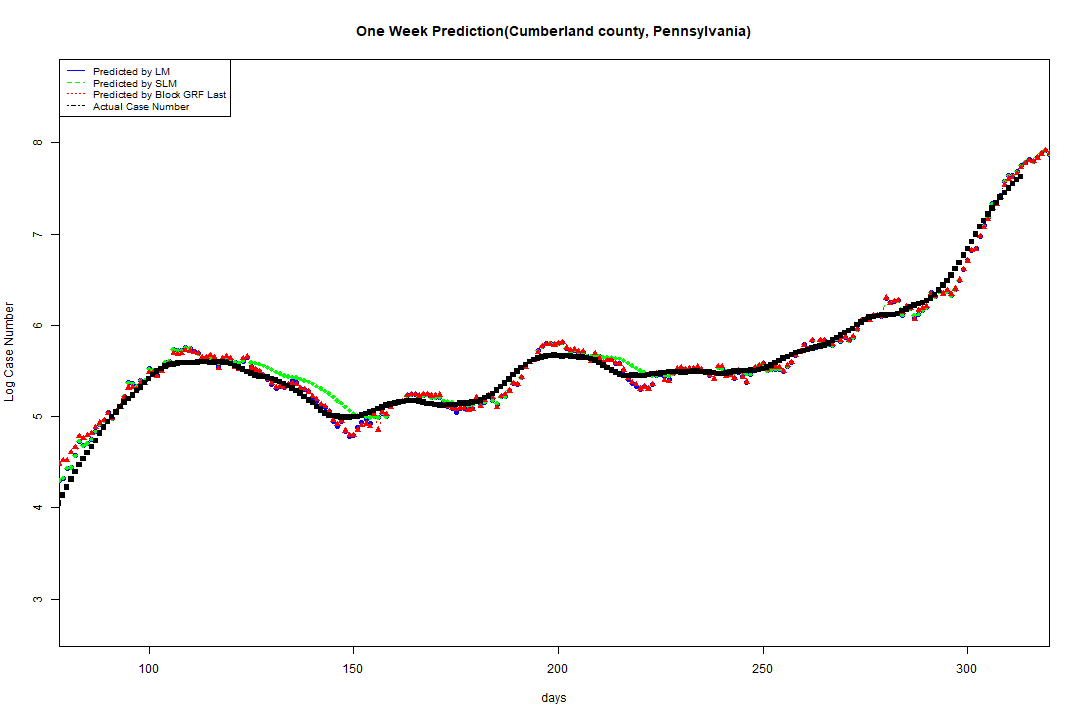 One Week Prediction(Cumberland county, Pennsylvania)
Predicted by LM
Predicted by SLM
Predicted by Block GRF Last
Actual Case Number
8
7
6
5
4
3
Log Case Number
100 150 200 250 300
days